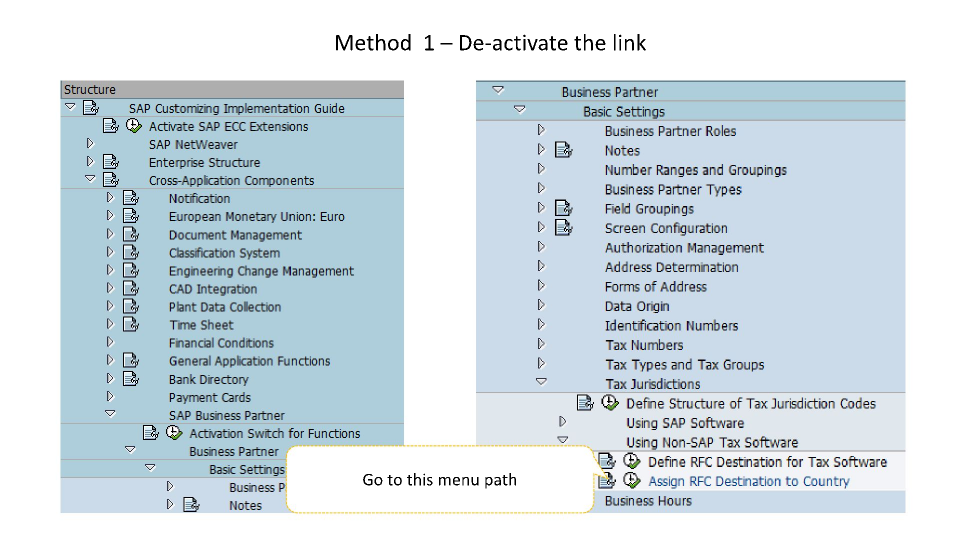 Method 1 – De-activate the link
Structure
SAP Customizing Implementation Guide
Activate SAP ECC Extensions
SAP NetWeaver
Enterprise Structure
Cross-Application Components
Notification
European Monetary Union: Euro
Document Management
Classification System
Engineering Change Management
CAD Integration
Plant Data Collection
Time Sheet
Financial Conditions
General Application Functions
Bank Directory
Payment Cards
SAP Business Partner
Activation Switch for Functions
Business Partner
Basic Settings
Business P
Notes
Business Partner
Basic Settings
Business Partner Roles
Notes
Number Ranges and Groupings
Business Partner Types
Field Groupings
Screen Configuration
Authorization Management
Address Determination
Forms of Address
Data Origin
Identification Numbers
Tax Numbers
Tax Types and Tax Groups
Tax Jurisdictions
Define Structure of Tax Jurisdiction Codes
Using SAP Software
Using Non-SAP Tax Software
Define RFC Destination for Tax Software
Assign RFC Destination to Country
Business Hours
Go to this menu path